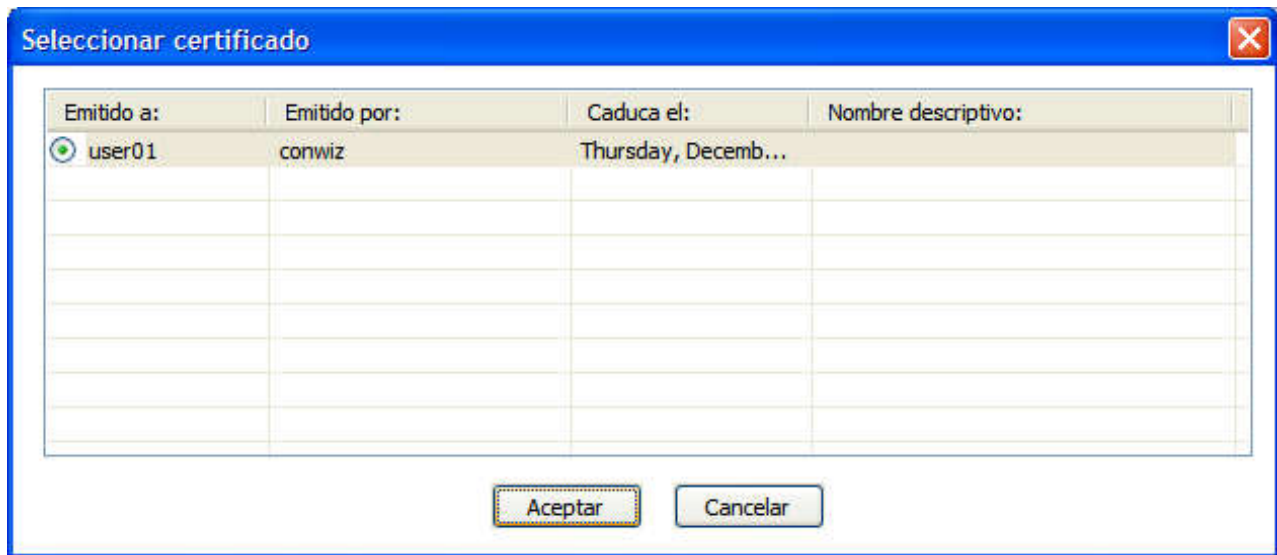 Seleccionar certificado
Emitido a: Emitido por: Caduca el: Nombre descriptivo:
user01 conwiz Thursday, Decemb...
Aceptar Cancelar